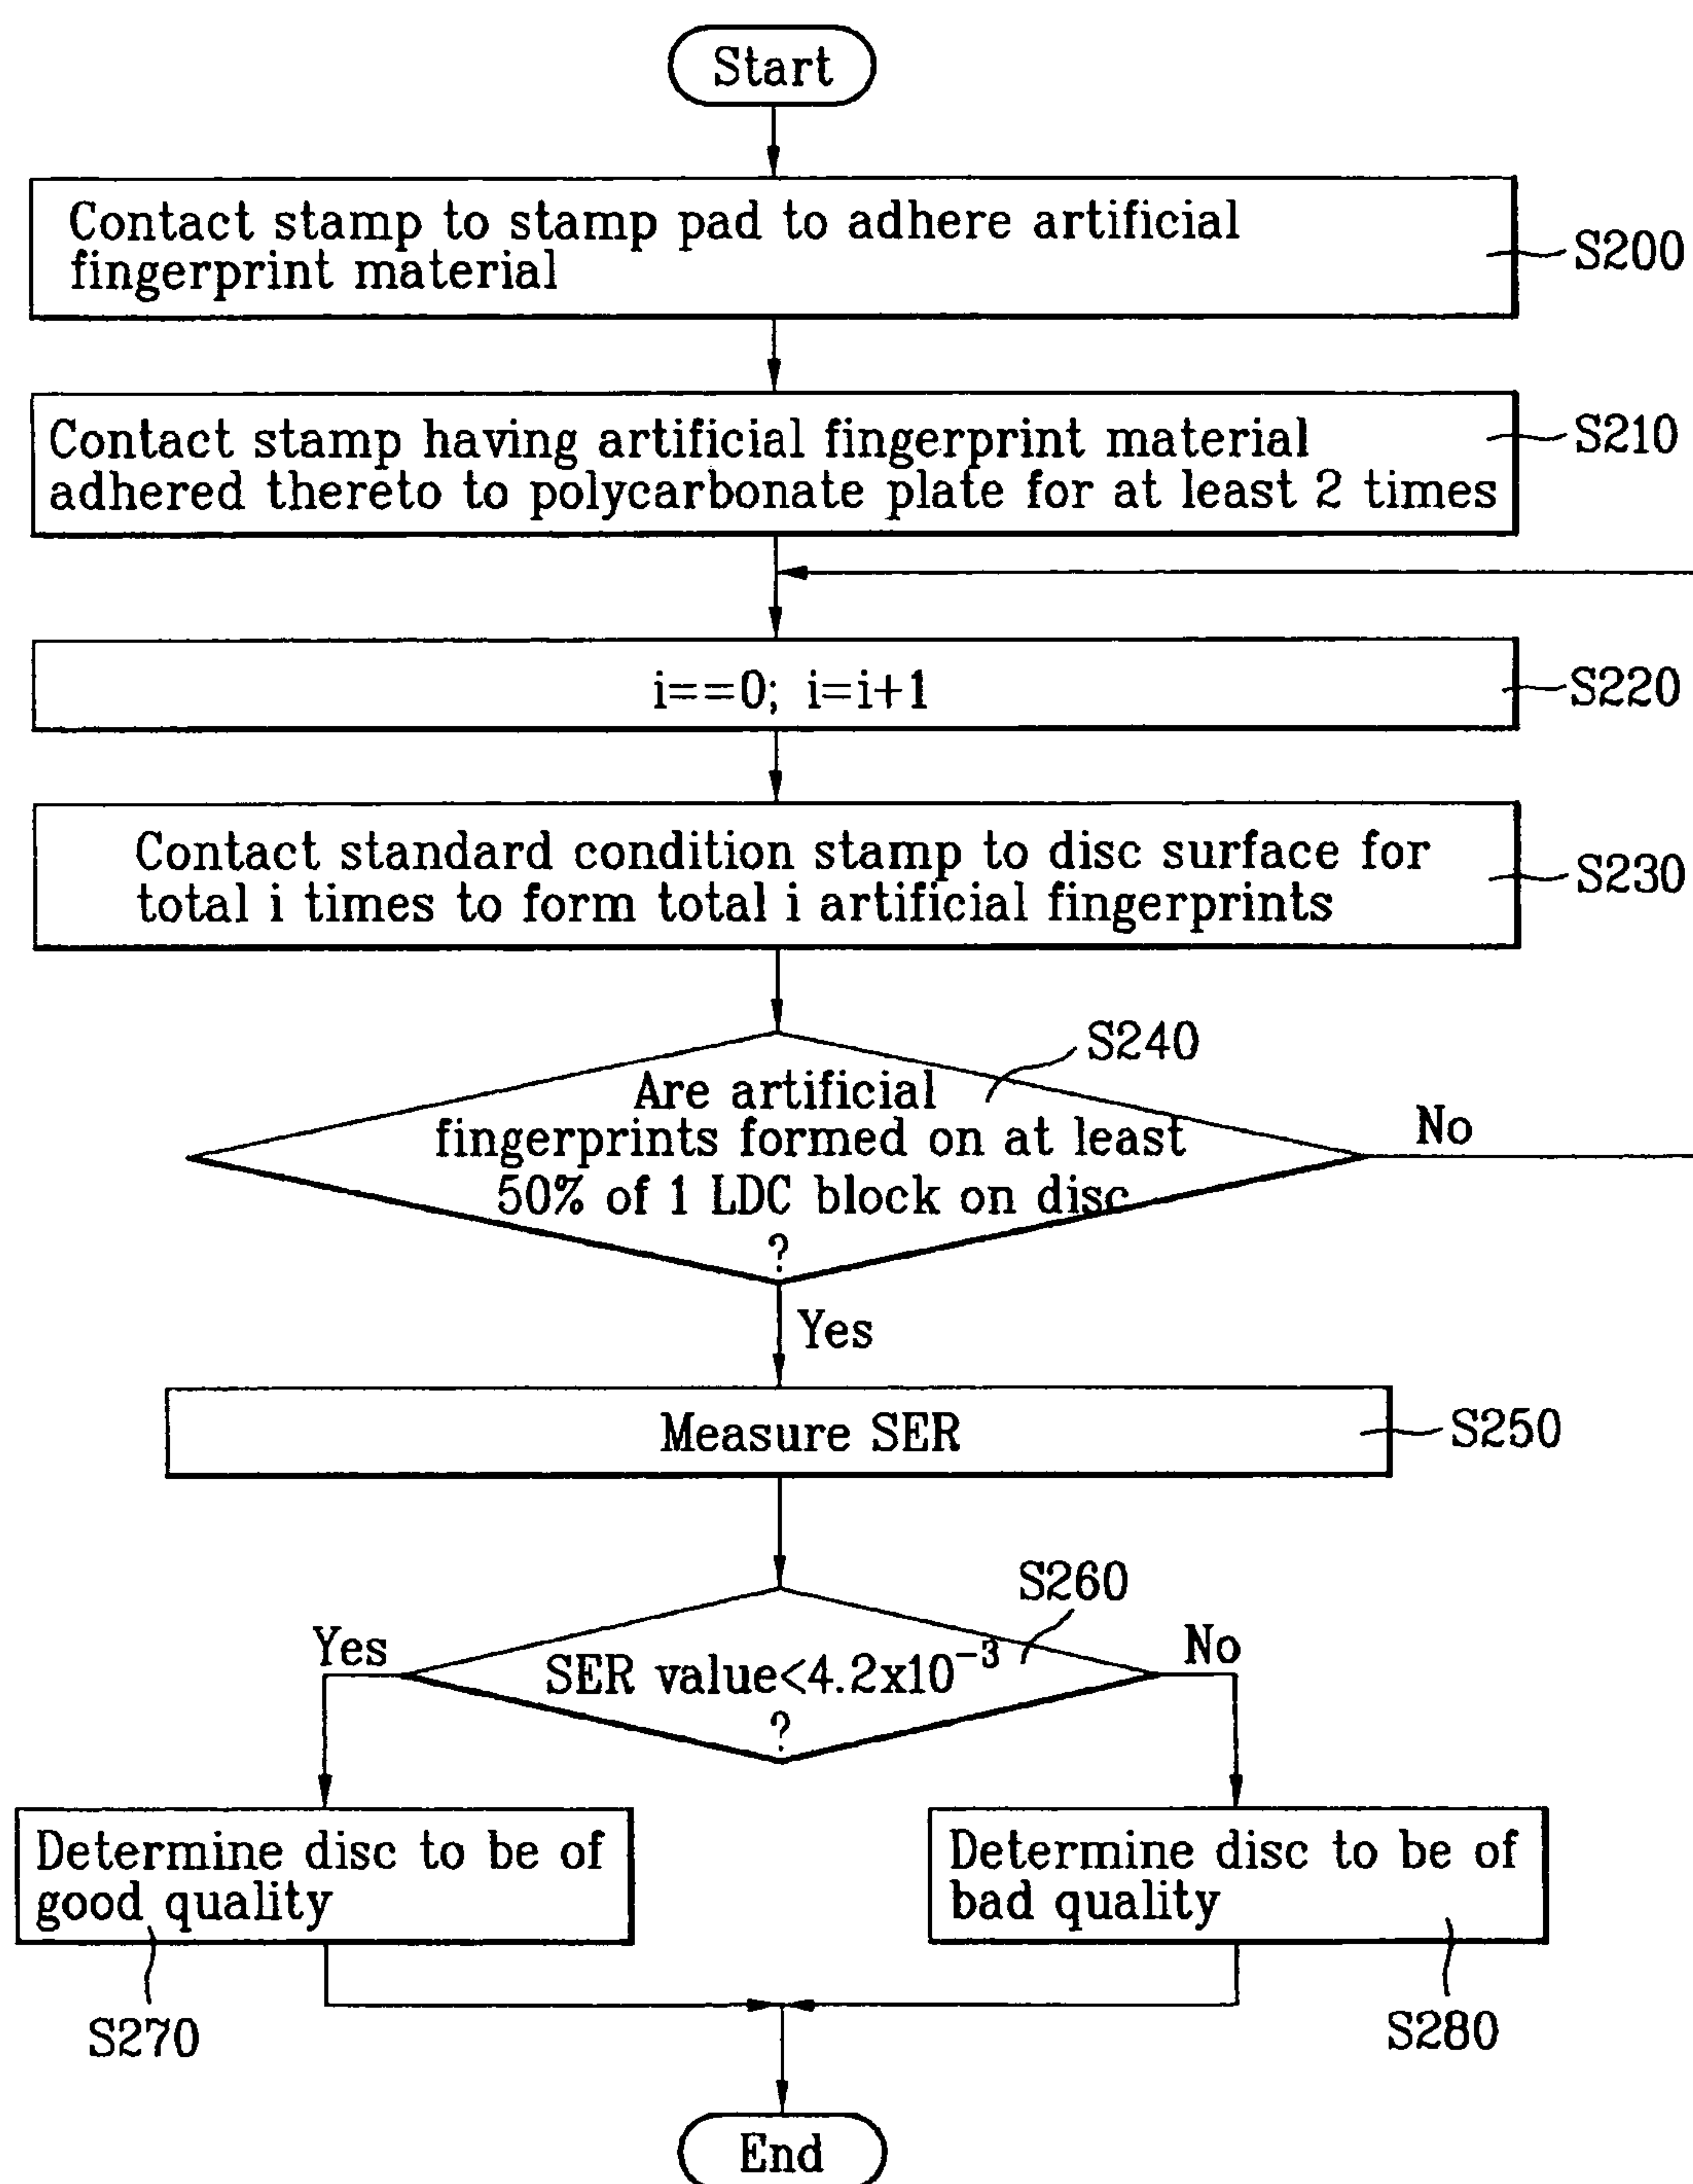 Start
Contact stamp to stamp pad to adhere artificial
fingerprint material
S200
Contact stamp having artificial fingerprint material
adhered thereto to polycarbonate plate for at least 2 times
S210
i==0; i=i+1
S220
Contact standard condition stamp to disc surface for
total i times to form total i artificial fingerprints
S230
S240
Are artificial
fingerprints formed on at least
50% of 1 LDC block on disc
?
No
Yes
Measure SER
S250
S260
Yes
SER value<4.2x10⁻³
?
No
Determine disc to be of
good quality
S270
Determine disc to be of
bad quality
S280
End